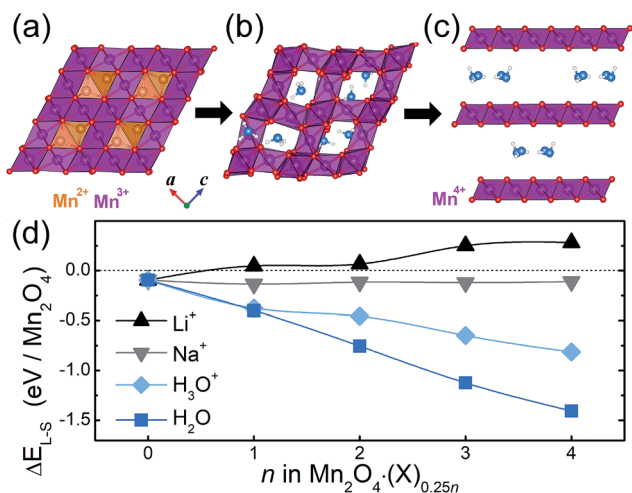 (a)
(b)
(c)
Mn²⁺ Mn³⁺
a
c
Mn⁴⁺
(d)
ΔE_L-S (eV / Mn₂O₄)
0.0
-0.5
-1.0
-1.5
Li⁺
Na⁺
H₃O⁺
H₂O
0 1 2 3 4
n in Mn₂O₄·(X)₀.₂₅ₙ